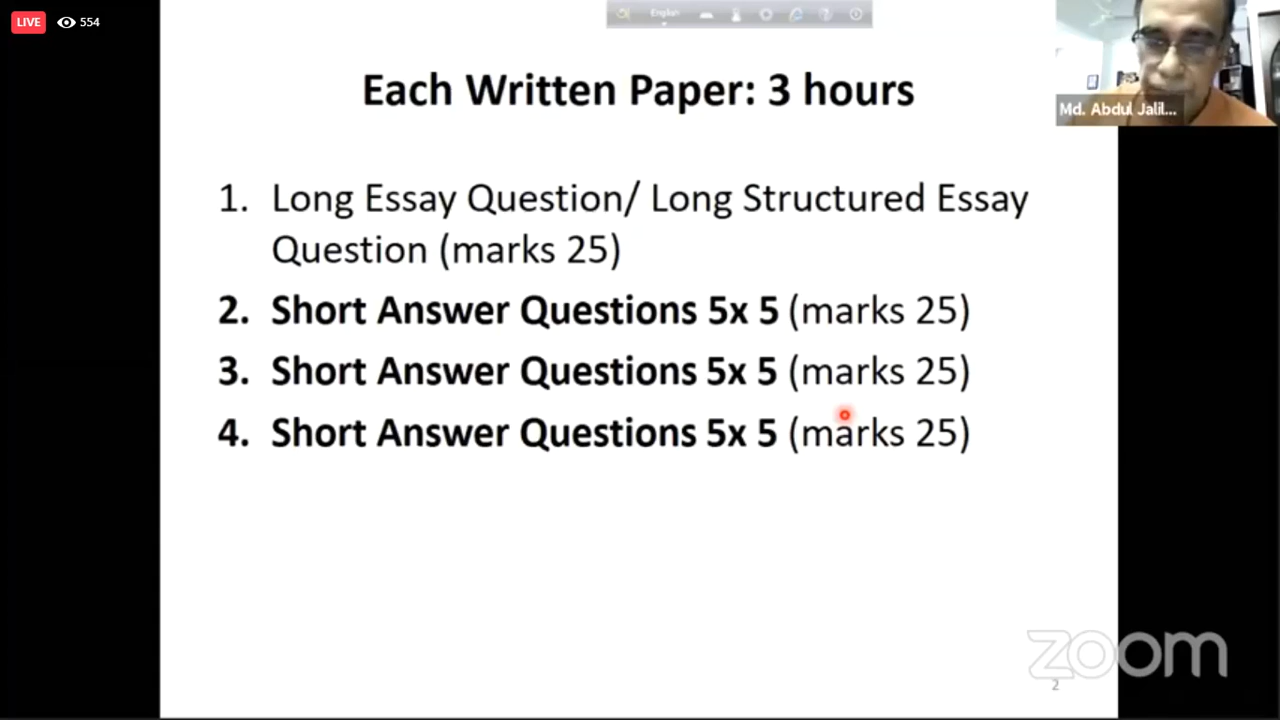 LIVE 554
English
Each Written Paper: 3 hours
Md. Abdul Jalil...
1. Long Essay Question/ Long Structured Essay
Question (marks 25)
2. Short Answer Questions 5x 5 (marks 25)
3. Short Answer Questions 5x 5 (marks 25)
4. Short Answer Questions 5x 5 (marks 25)
zoom
2